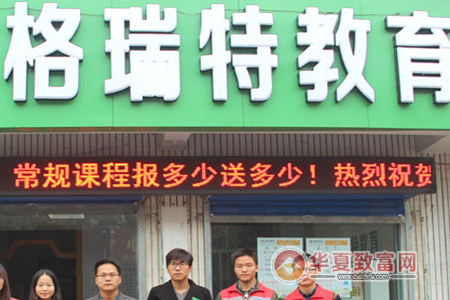 格瑞特教育
常规课程报多少送多少！热烈祝贺
华夏致富网